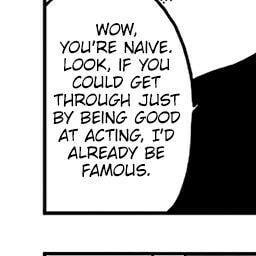 WOW,
YOU'RE NAIVE.
LOOK, IF YOU
COULD GET
THROUGH JUST
BY BEING GOOD
AT ACTING, I'D
ALREADY BE
FAMOUS.